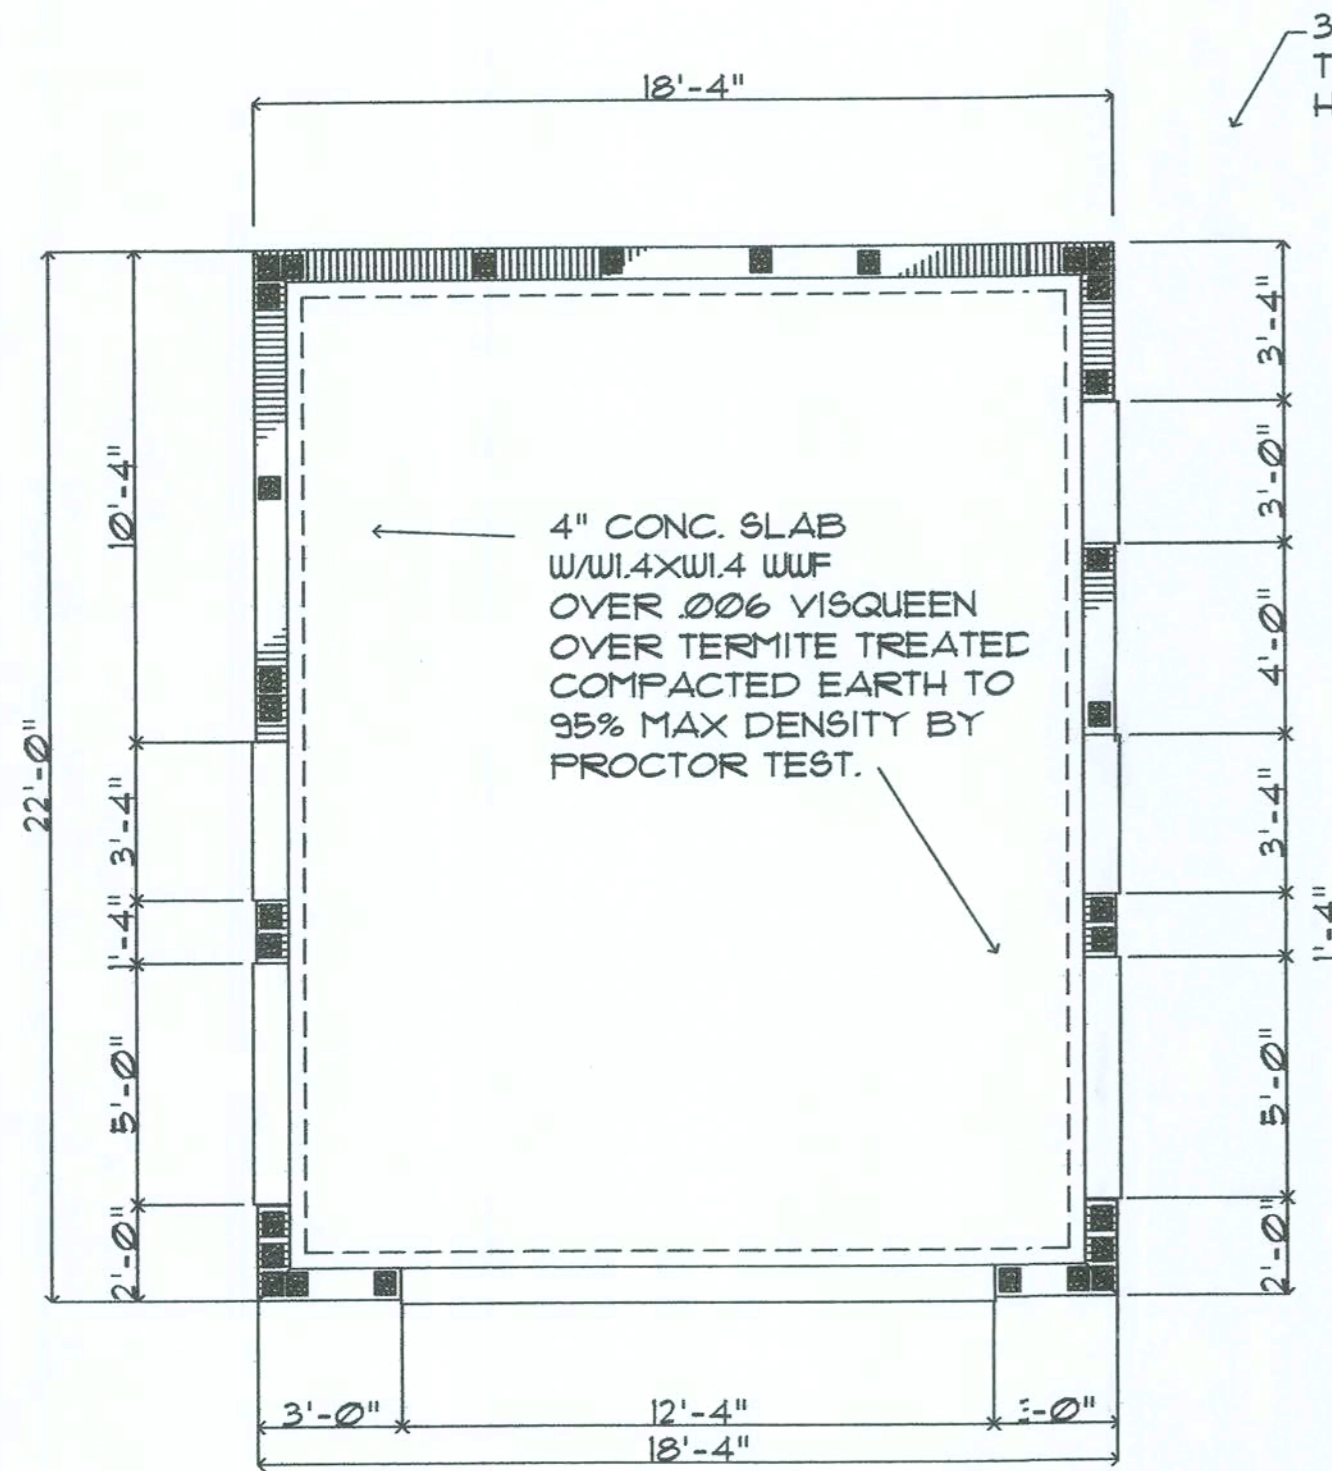 3
T
H
18'-4"
4" CONC. SLAB
W/W1.4XW1.4 WWF
OVER .006 VISQUEEN
OVER TERMITE TREATED
COMPACTED EARTH TO
95% MAX DENSITY BY
PROCTOR TEST.
22'-0"
10'-4"
3'-4"
1'-4"
5'-0"
2'-0"
3'-4"
3'-0"
4'-0"
3'-4"
1'-4"
5'-0"
2'-0"
3'-0"
12'-4"
-0"
18'-4"